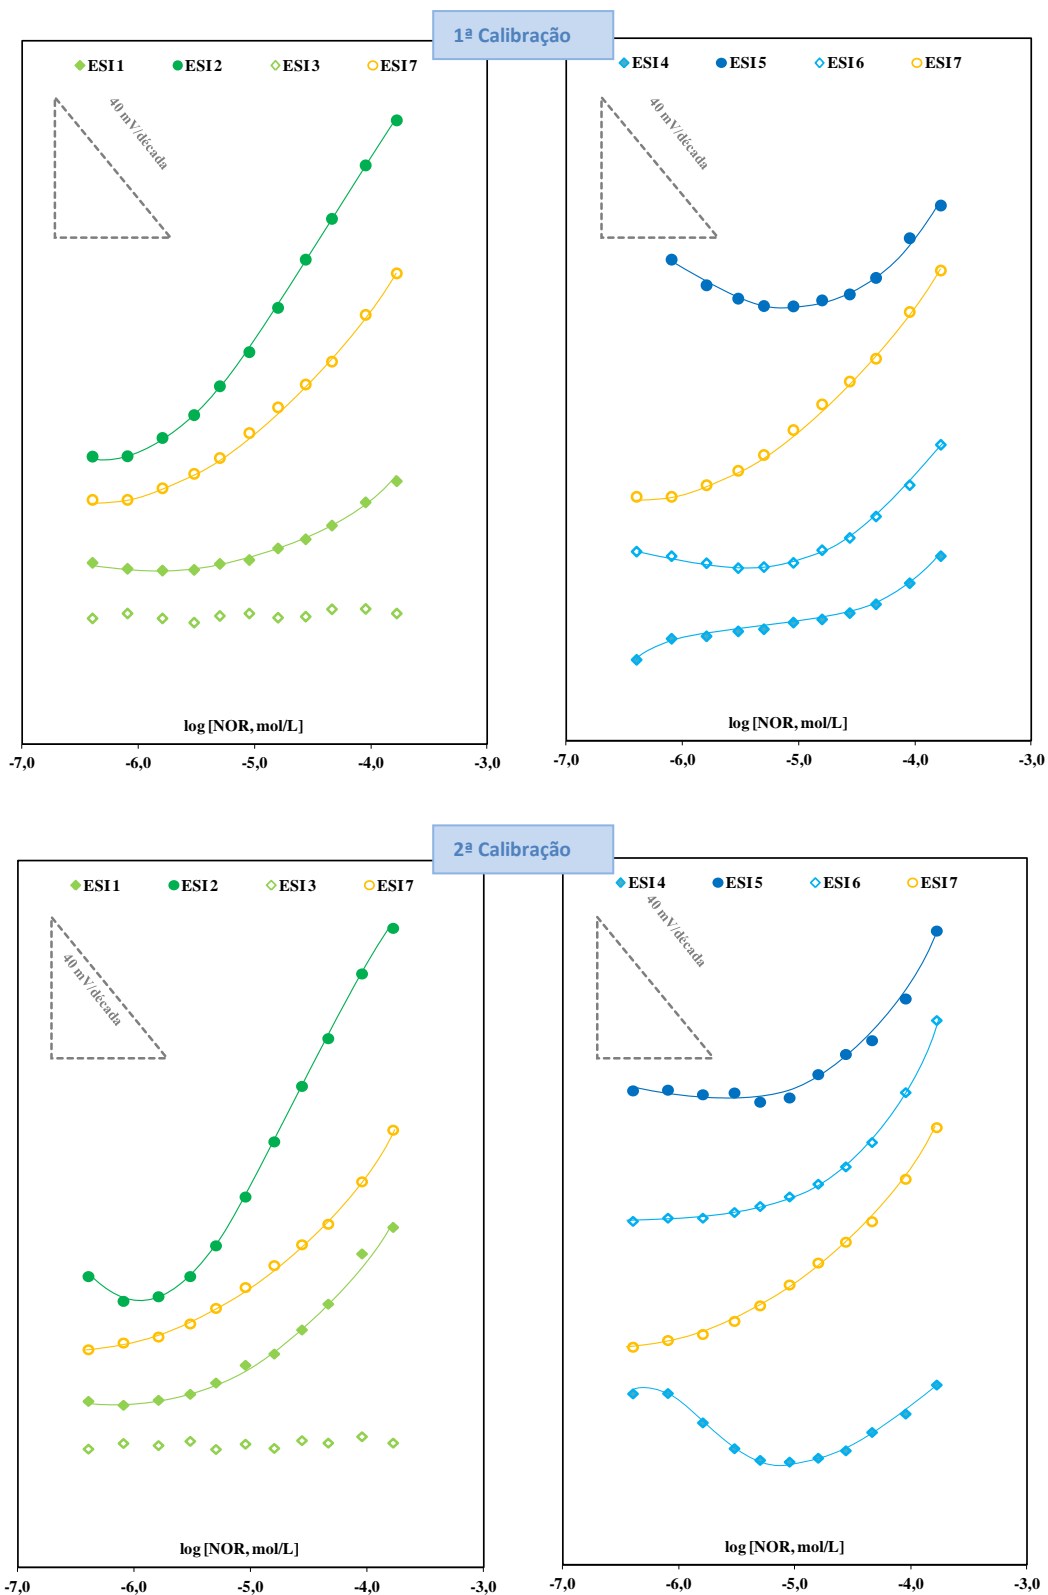 1ª Calibração
ESI1 ESI2 ESI3 ESI7
40 mV/década
log [NOR, mol/L]
-7,0 -6,0 -5,0 -4,0 -3,0
ESI4 ESI5 ESI6 ESI7
40 mV/década
log [NOR, mol/L]
-7,0 -6,0 -5,0 -4,0 -3,0
2ª Calibração
ESI1 ESI2 ESI3 ESI7
40 mV/década
log [NOR, mol/L]
-7,0 -6,0 -5,0 -4,0 -3,0
ESI4 ESI5 ESI6 ESI7
40 mV/década
log [NOR, mol/L]
-7,0 -6,0 -5,0 -4,0 -3,0